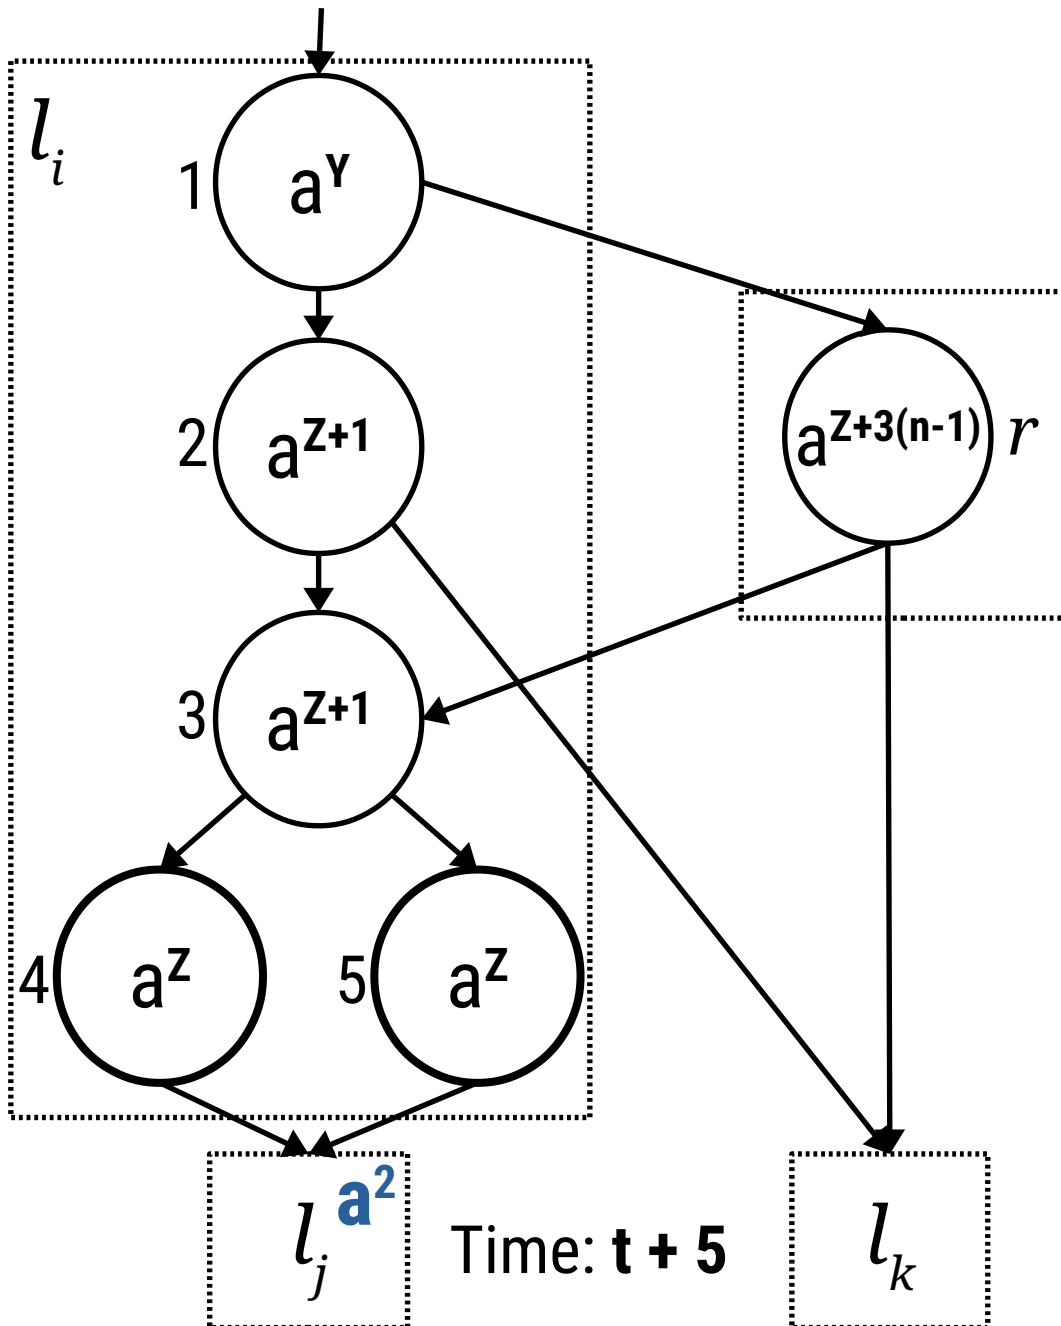 l_i
1 a^Y
a^{Z+3(n-1)} r
2 a^{Z+1}
3 a^{Z+1}
4 a^Z 5 a^Z
l_j a^2 Time: t + 5 l_k